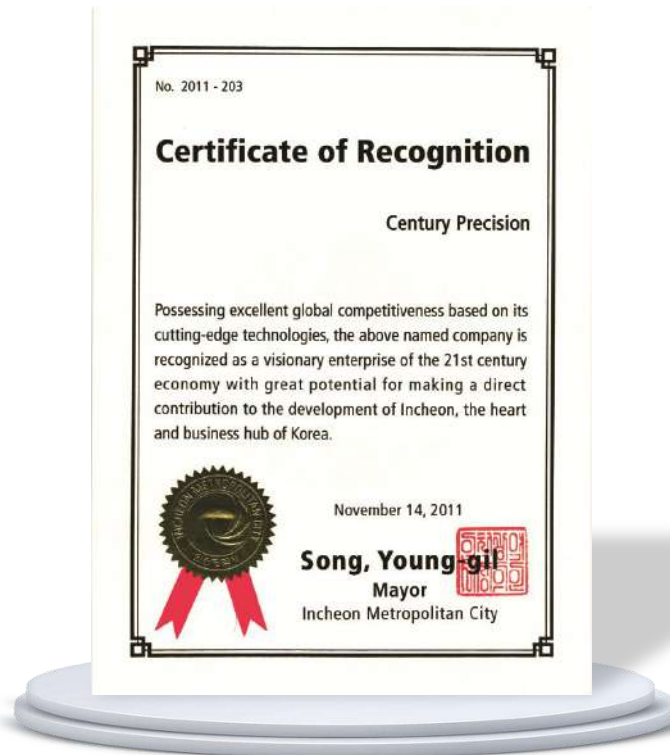 No. 2011 - 203
Certificate of Recognition
Century Precision
Possessing excellent global competitiveness based on its
cutting-edge technologies, the above named company is
recognized as a visionary enterprise of the 21st century
economy with great potential for making a direct
contribution to the development of Incheon, the heart
and business hub of Korea.
INCHEON METROPOLITAN CITY
November 14, 2011
Song, Young-gil
Mayor
Incheon Metropolitan City